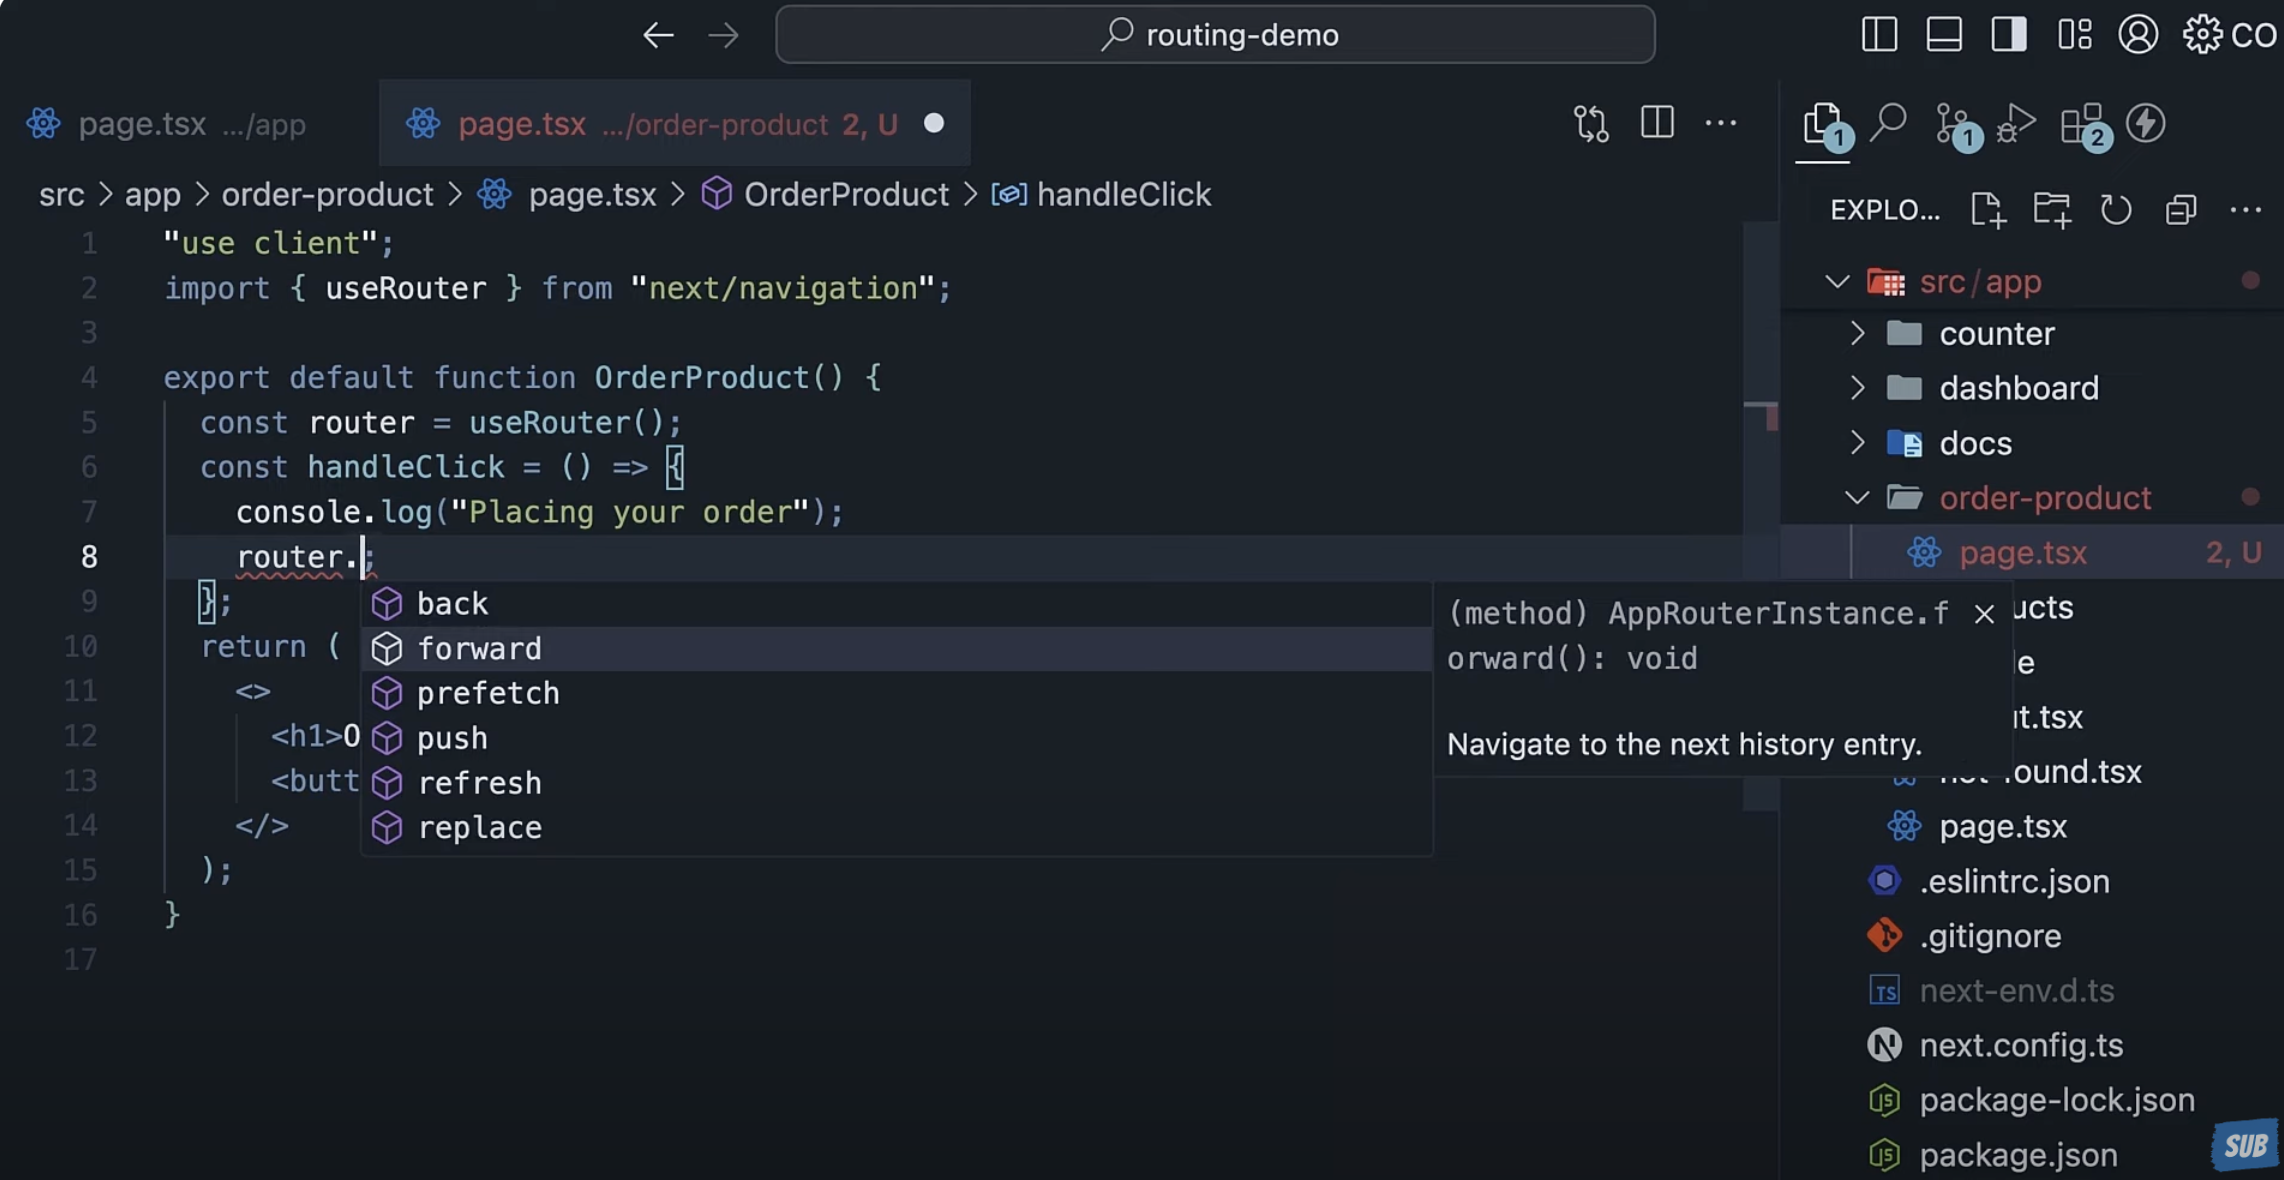 routing-demo
CO
page.tsx .../app
page.tsx .../order-product 2, U
1
1
2
src > app > order-product > page.tsx > OrderProduct > handleClick
EXPLO...
1 "use client";
2 import { useRouter } from "next/navigation";
3
4 export default function OrderProduct() {
5 const router = useRouter();
6 const handleClick = () => {
7 console.log("Placing your order");
8 router.;
9 };
10 return (
11 <>
12 <h1>O
13 <butt
14 </>
15 );
16 }
17
back
forward
prefetch
push
refresh
replace
(method) AppRouterInstance.f
orward(): void
Navigate to the next history entry.
src / app
counter
dashboard
docs
order-product
page.tsx 2, U
ucts
le
t.tsx
ound.tsx
page.tsx
.eslintrc.json
.gitignore
next-env.d.ts
next.config.ts
package-lock.json
package.json
SUB